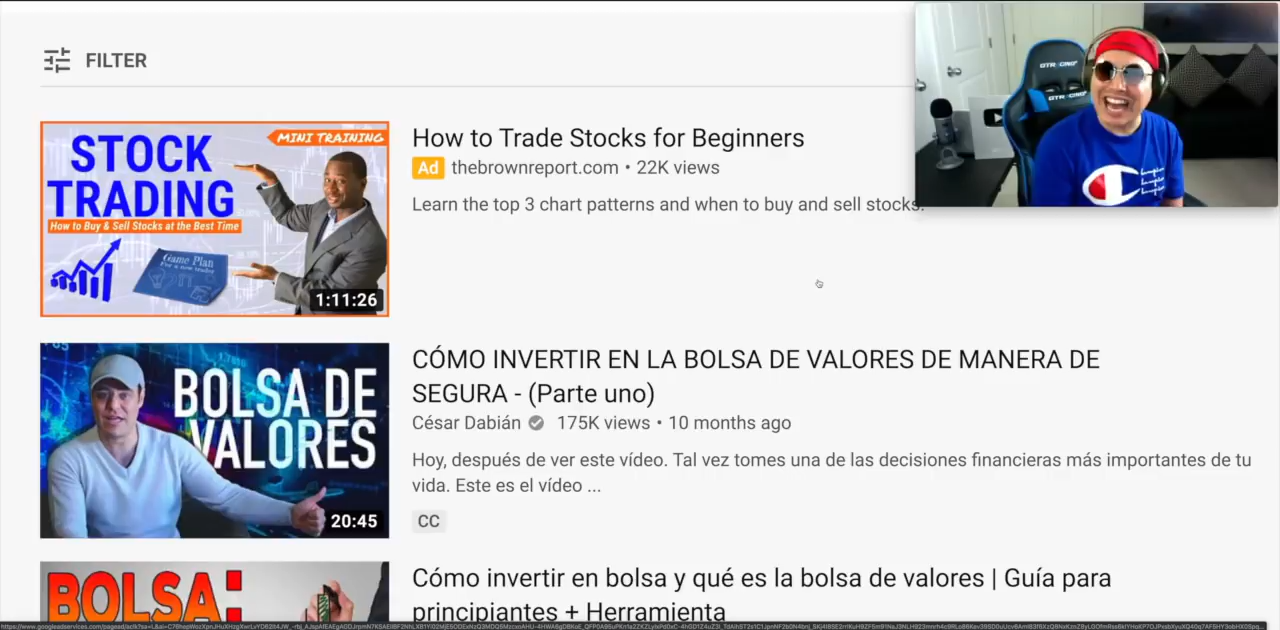 FILTER
MINI TRAINING
STOCK
TRADING
How to Buy & Sell Stocks at the Best Time
Game Plan
For a new trader
1:11:26
How to Trade Stocks for Beginners
Ad thebrownreport.com • 22K views
Learn the top 3 chart patterns and when to buy and sell stocks.
GTRACING
GTRACING
BOLSA DE
VALORES
20:45
CÓMO INVERTIR EN LA BOLSA DE VALORES DE MANERA DE
SEGURA - (Parte uno)
César Dabián 175K views • 10 months ago
Hoy, después de ver este vídeo. Tal vez tomes una de las decisiones financieras más importantes de tu
vida. Este es el vídeo ...
CC
BOLSA:
Cómo invertir en bolsa y qué es la bolsa de valores | Guía para
principiantes + Herramienta